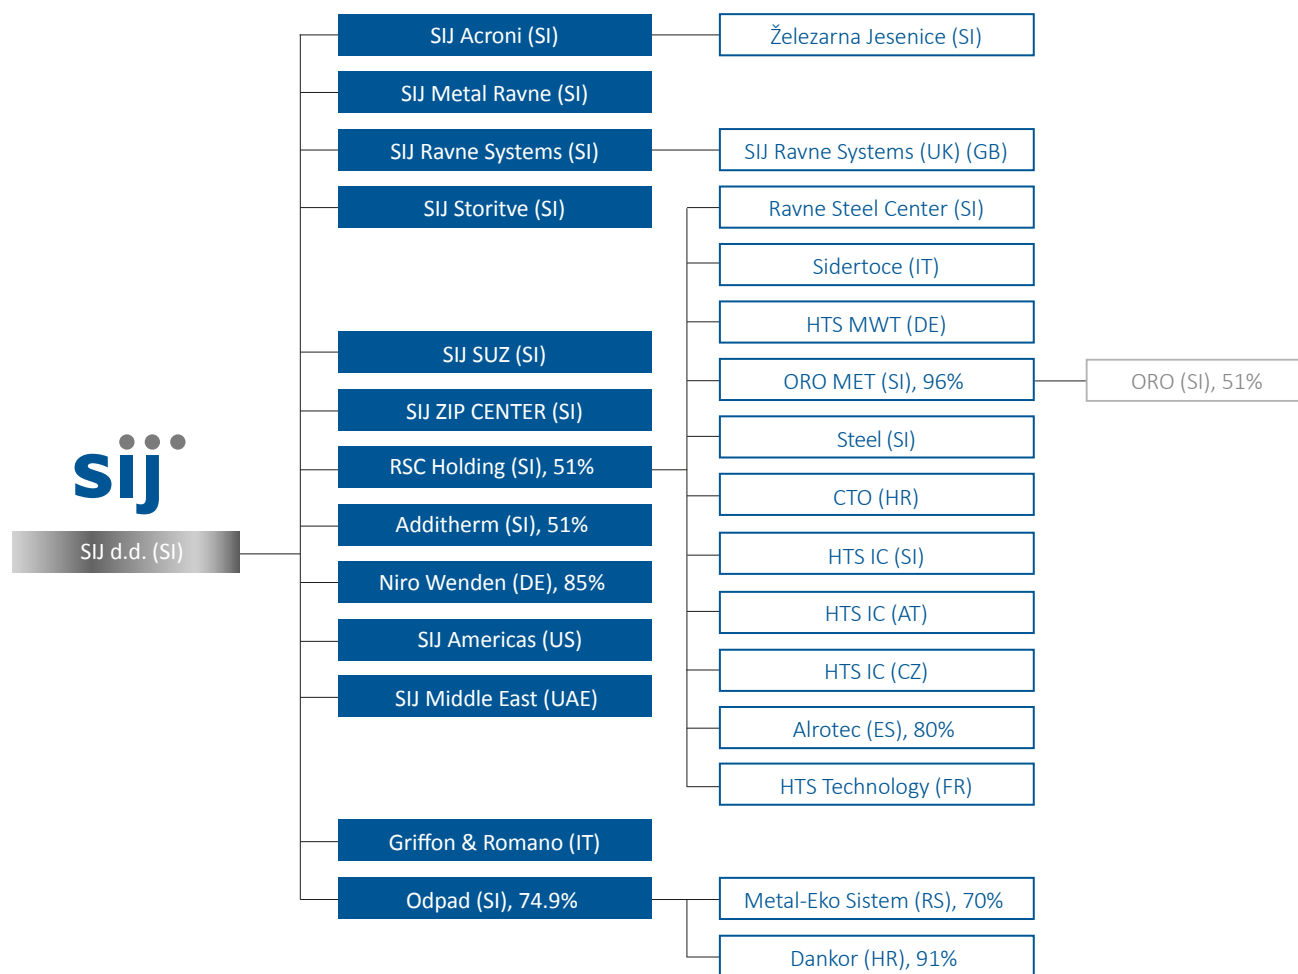 SIJ Acroni (SI)
Železarna Jesenice (SI)
SIJ Metal Ravne (SI)
SIJ Ravne Systems (SI)
SIJ Ravne Systems (UK) (GB)
SIJ Storitve (SI)
Ravne Steel Center (SI)
Sidertoce (IT)
HTS MWT (DE)
SIJ SUZ (SI)
ORO MET (SI), 96%
ORO (SI), 51%
SIJ ZIP CENTER (SI)
Steel (SI)
sij
RSC Holding (SI), 51%
CTO (HR)
Additherm (SI), 51%
SIJ d.d. (SI)
HTS IC (SI)
Niro Wenden (DE), 85%
HTS IC (AT)
SIJ Americas (US)
HTS IC (CZ)
SIJ Middle East (UAE)
Alrotec (ES), 80%
HTS Technology (FR)
Griffon & Romano (IT)
Odpad (SI), 74.9%
Metal-Eko Sistem (RS), 70%
Dankor (HR), 91%